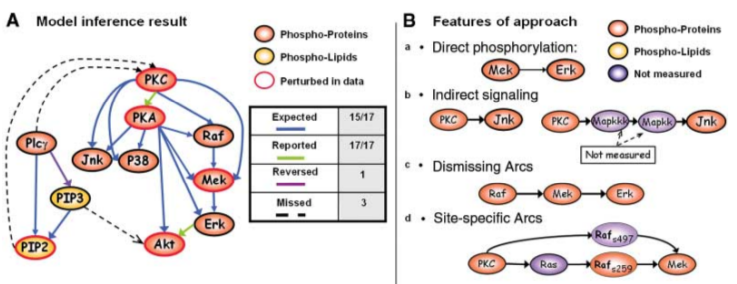 A Model inference result
Phospho-Proteins
Phospho-Lipids
Perturbed in data
PKC
PKA
Raf
Plcγ
Jnk
P38
Mek
PIP3
Erk
PIP2
Akt
Expected 15/17
Reported 17/17
Reversed 1
Missed 3
B Features of approach
Phospho-Proteins
Phospho-Lipids
Not measured
a • Direct phosphorylation:
Mek Erk
b • Indirect signaling
PKC Jnk PKC Mapkkk Mapkk Jnk
Not measured
c • Dismissing Arcs
Raf Mek Erk
d • Site-specific Arcs
Raf s497
PKC Ras Raf s259 Mek